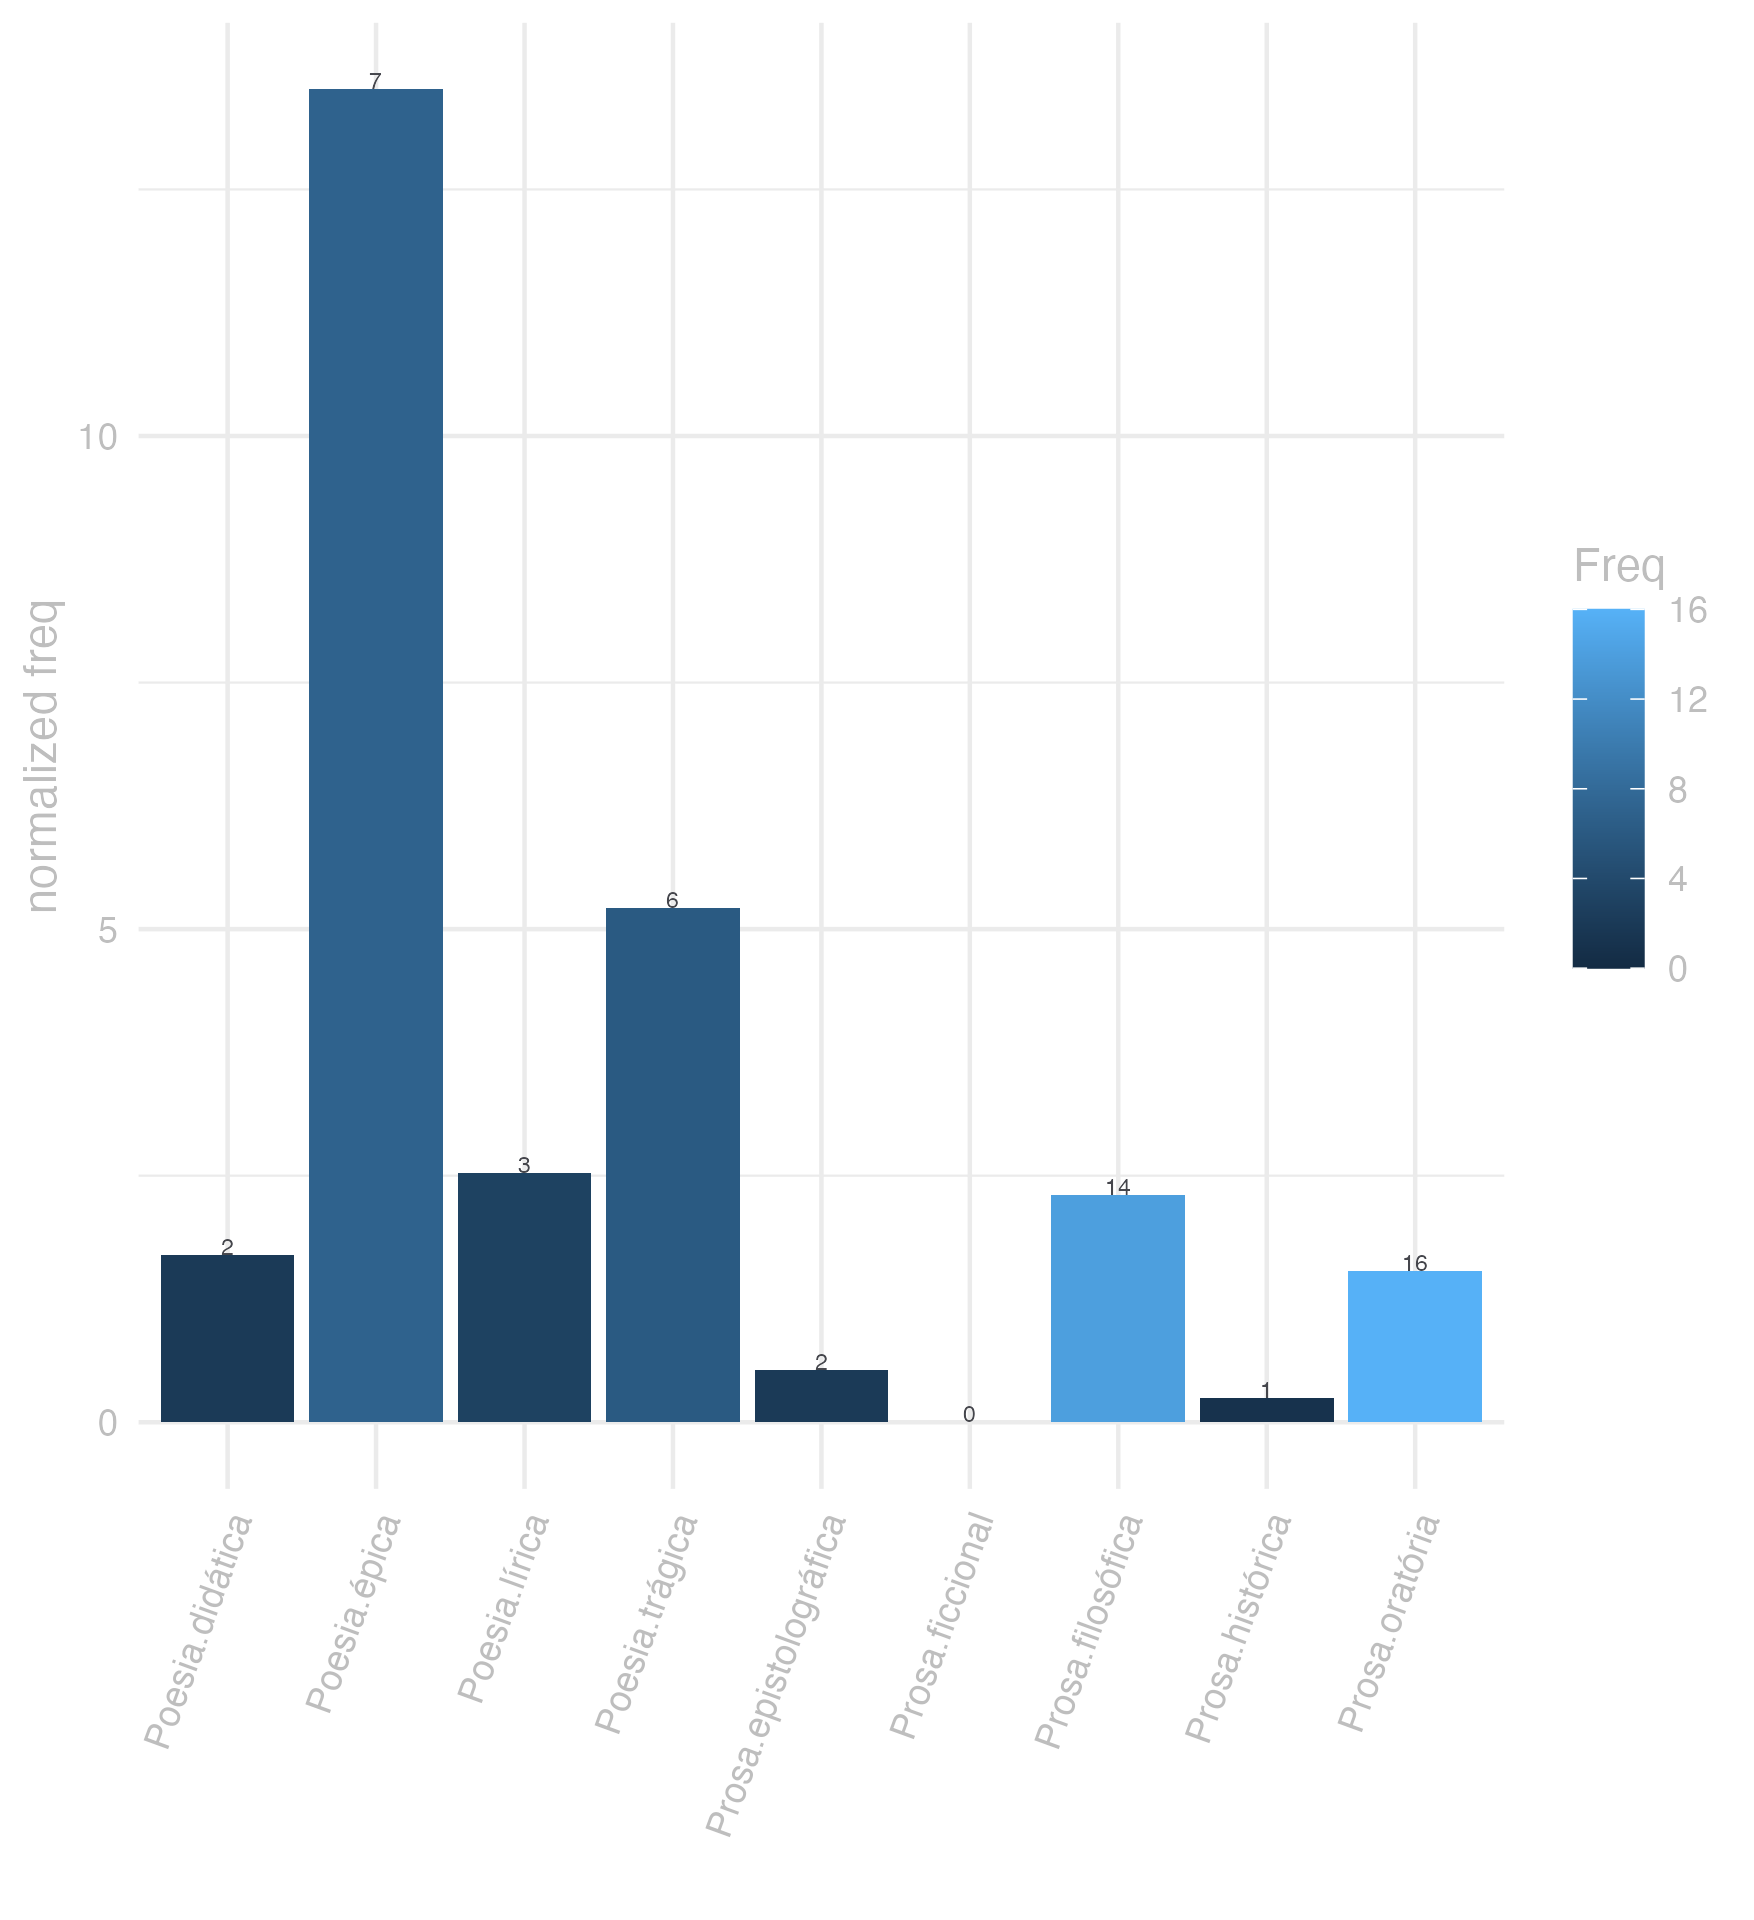 7
6
3
14
2
16
2
1
0
10
5
0
normalized freq
Poesia.didática
Poesia.épica
Poesia.lírica
Poesia.trágica
Prosa.epistolográfica
Prosa.ficcional
Prosa.filosófica
Prosa.histórica
Prosa.oratória
Freq
16
12
8
4
0